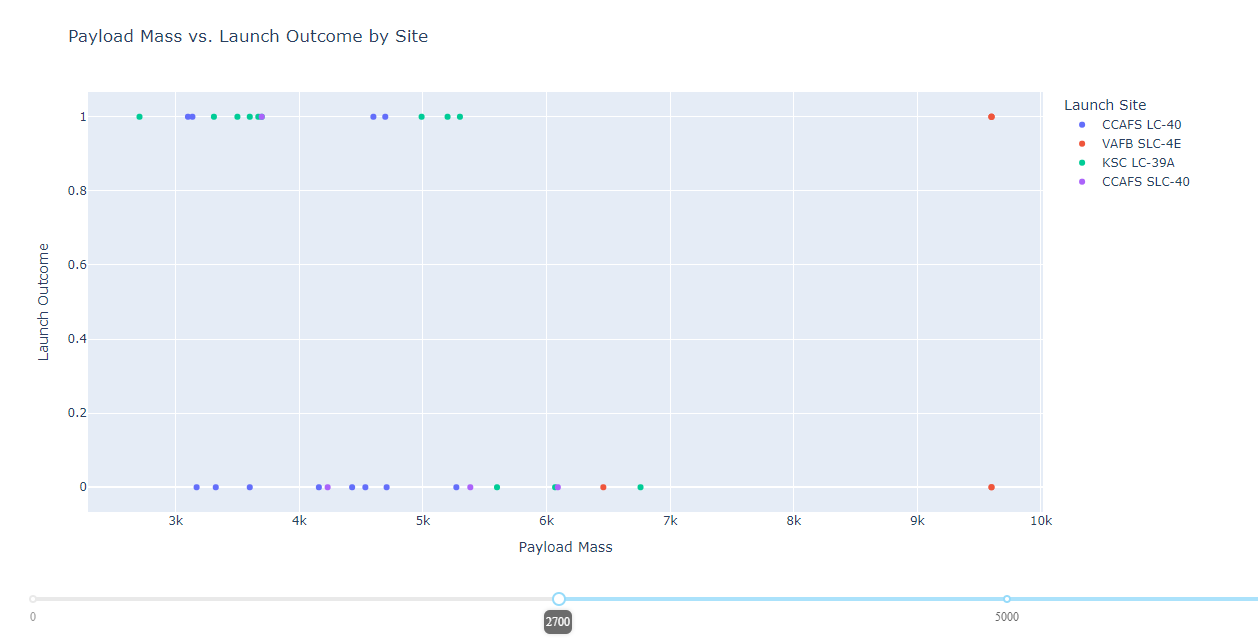 Payload Mass vs. Launch Outcome by Site
Launch Site
CCAFS LC-40
VAFB SLC-4E
KSC LC-39A
CCAFS SLC-40
1
0.8
0.6
0.4
0.2
0
Launch Outcome
3k 4k 5k 6k 7k 8k 9k 10k
Payload Mass
0 2700 5000